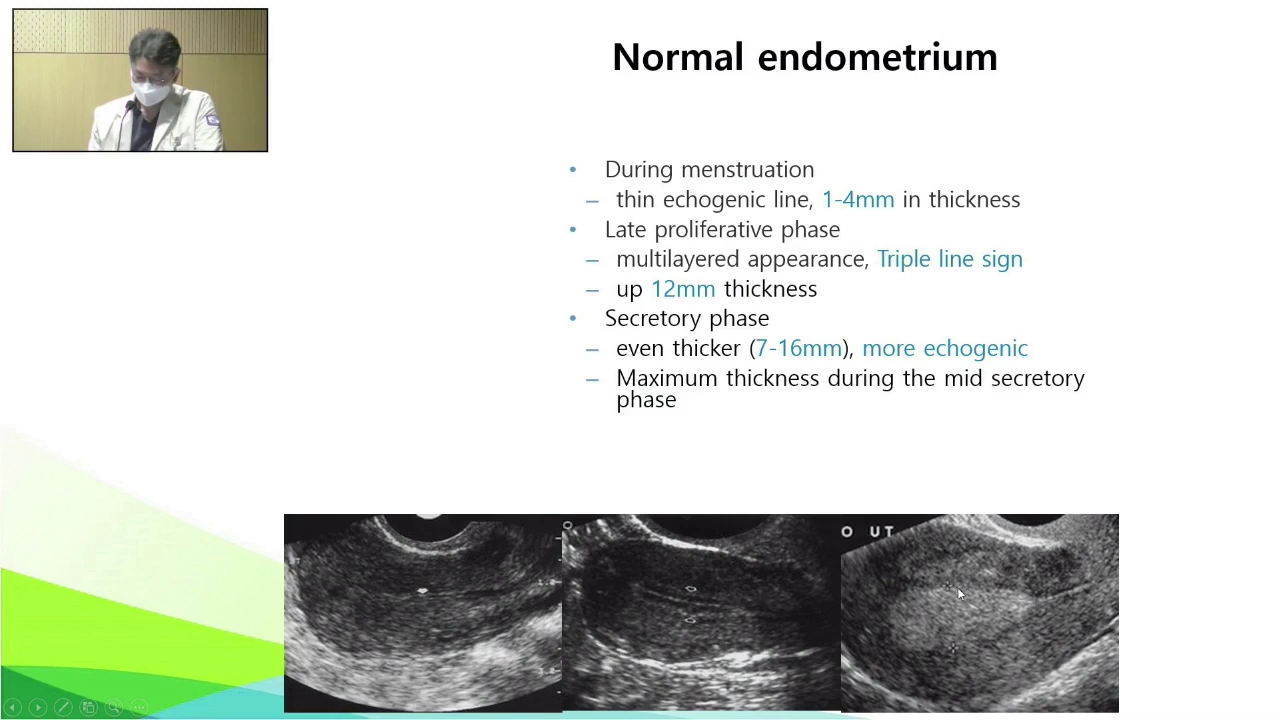 Normal endometrium
• During menstruation
– thin echogenic line, 1-4mm in thickness
• Late proliferative phase
– multilayered appearance, Triple line sign
– up 12mm thickness
• Secretory phase
– even thicker (7-16mm), more echogenic
– Maximum thickness during the mid secretory
phase
O UT